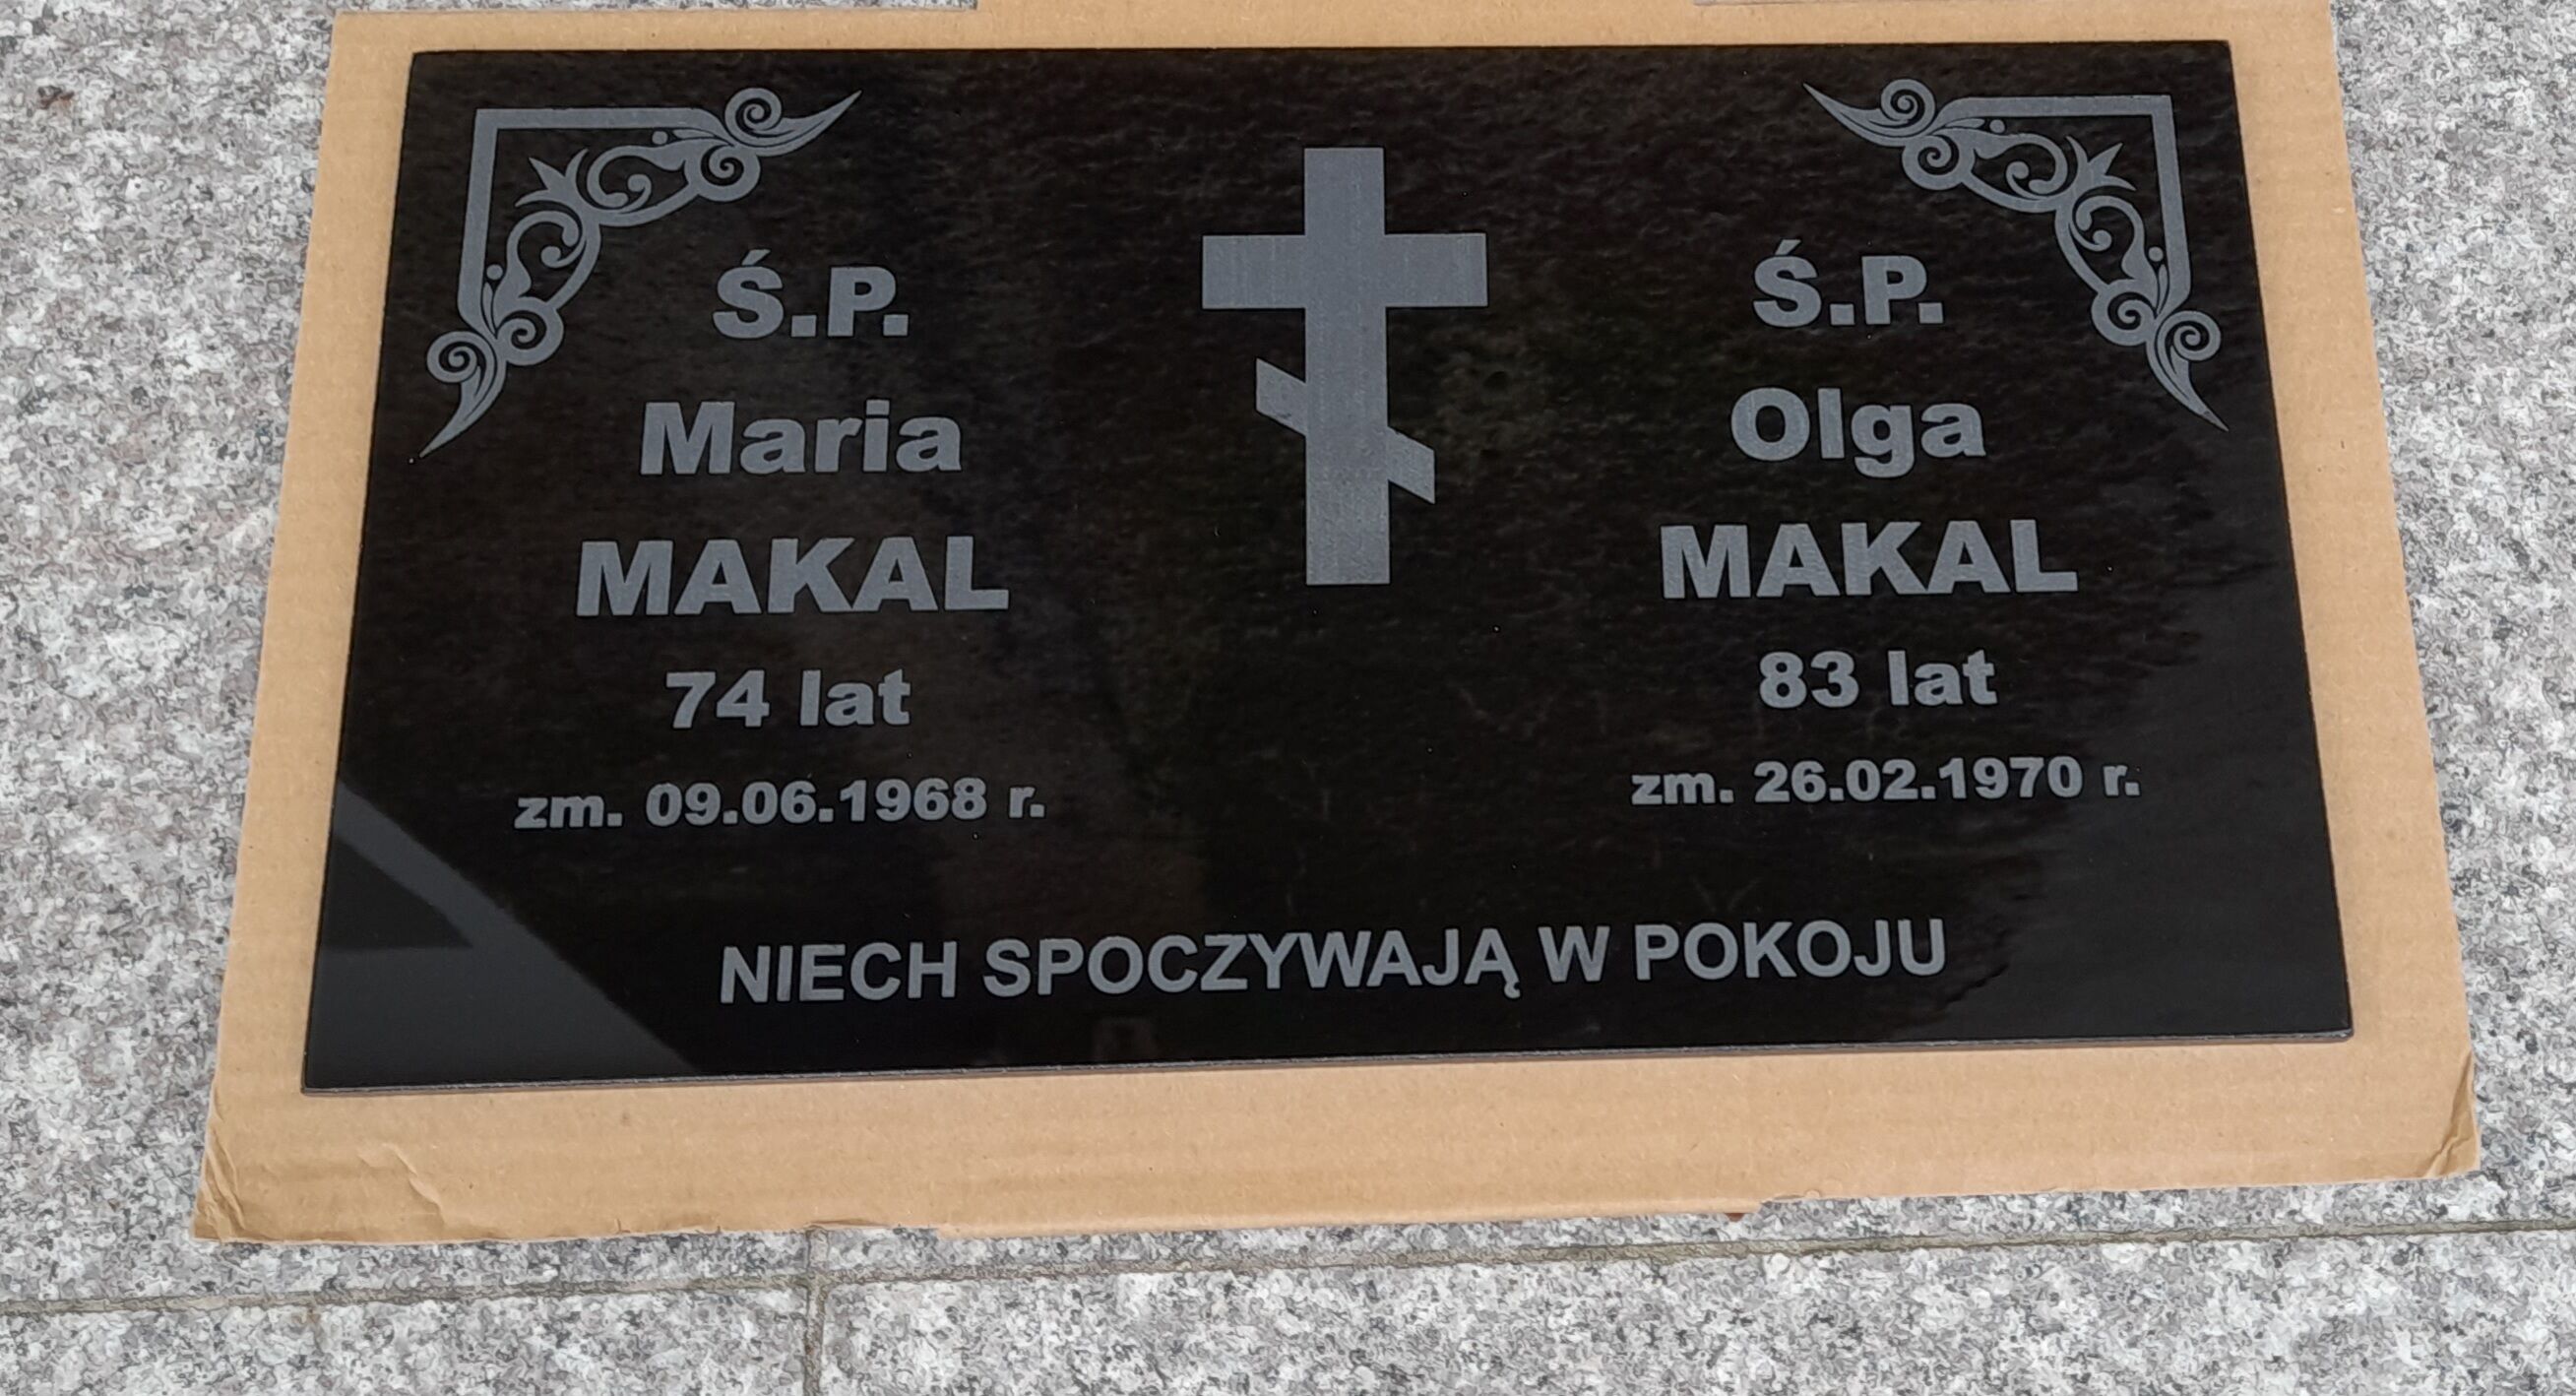 Ś.P.
Maria
MAKAL
74 lat
zm. 09.06.1968 r.
Ś.P.
Olga
MAKAL
83 lat
zm. 26.02.1970 r.
NIECH SPOCZYWAJĄ W POKOJU